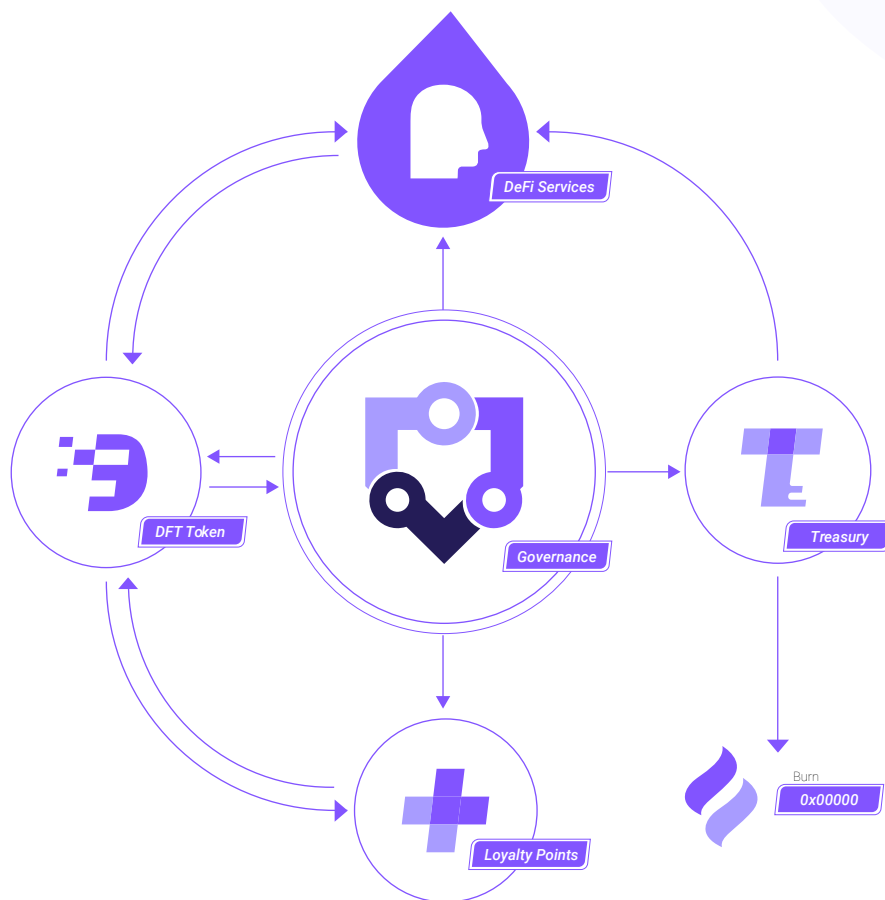 DeFi Services
DFT Token
Governance
Treasury
Burn
0x00000
Loyalty Points